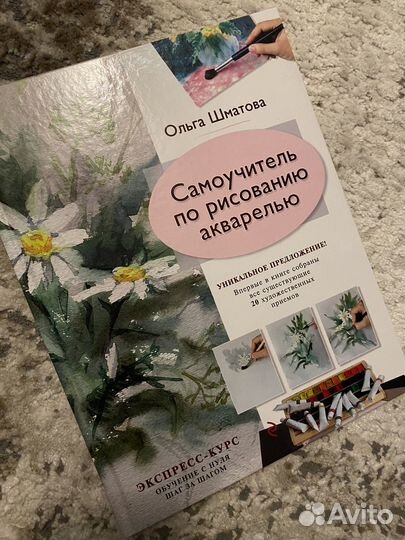 Ольга Шматова
Самоучитель
по рисованию
акварелью
УНИКАЛЬНОЕ ПРЕДЛОЖЕНИЕ!
Впервые в книге собраны
все существующие
20 художественных
приемов
ЭКСПРЕСС-КУРС
ОБУЧЕНИЕ С НУЛЯ
ШАГ ЗА ШАГОМ
Avito